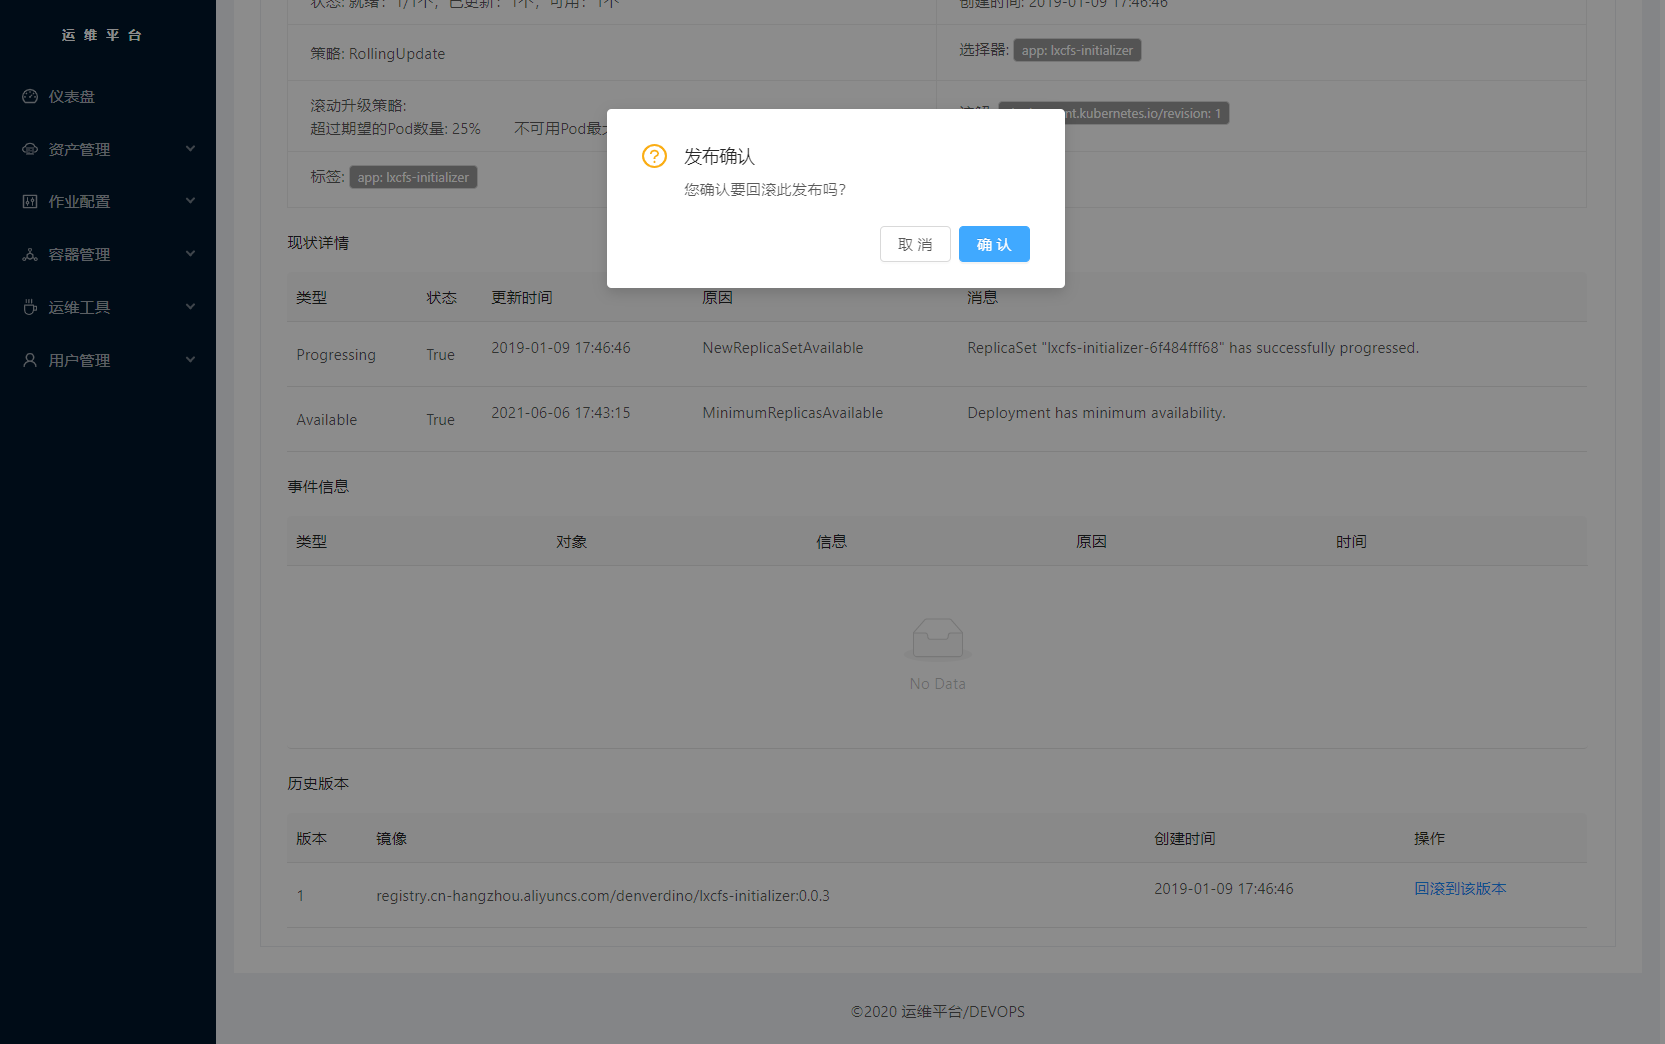 运维平台
仪表盘
资产管理
作业配置
容器管理
运维工具
用户管理
状态: 就绪: 1/1个, 已更新: 1个, 可用: 1个
创建时间: 2019-01-09 17:46:46
策略: RollingUpdate
选择器: app: lxcfs-initializer
滚动升级策略:
超过期望的Pod数量: 25% 不可用Pod最
nt.kubernetes.io/revision: 1
标签: app: lxcfs-initializer
发布确认
您确认要回滚此发布吗?
取 消
确 认
现状详情
类型 状态 更新时间 原因 消息
Progressing True 2019-01-09 17:46:46 NewReplicaSetAvailable ReplicaSet "lxcfs-initializer-6f484fff68" has successfully progressed.
Available True 2021-06-06 17:43:15 MinimumReplicasAvailable Deployment has minimum availability.
事件信息
类型 对象 信息 原因 时间
No Data
历史版本
版本 镜像 创建时间 操作
1 registry.cn-hangzhou.aliyuncs.com/denverdino/lxcfs-initializer:0.0.3 2019-01-09 17:46:46 回滚到该版本
©2020 运维平台/DEVOPS